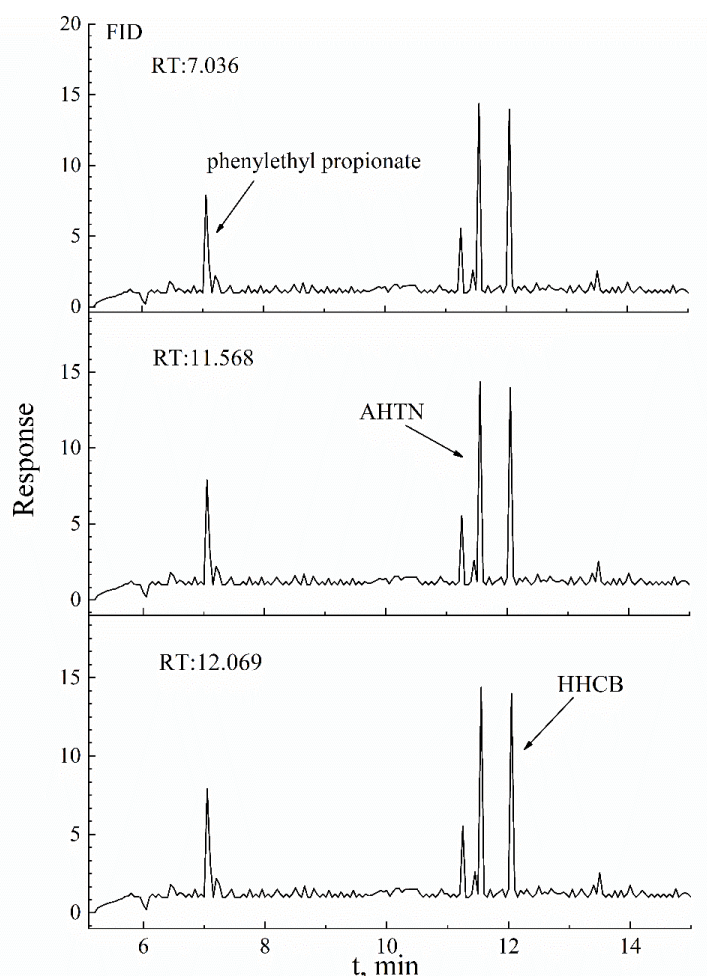 FID
RT:7.036
phenylethyl propionate
20
15
10
5
0
RT:11.568
AHTN
15
10
5
0
Response
RT:12.069
HHCB
15
10
5
0
6 8 10 12 14
t, min